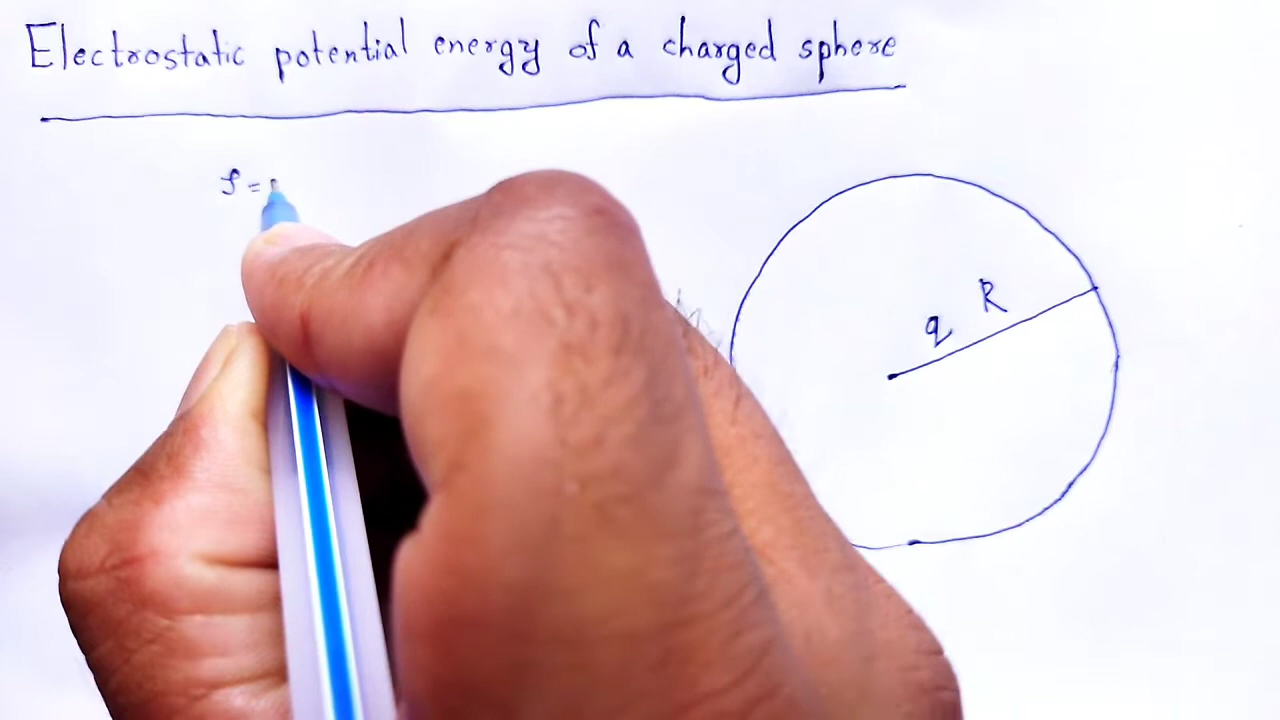 Electrostatic potential energy of a charged sphere
ρ =
R
q